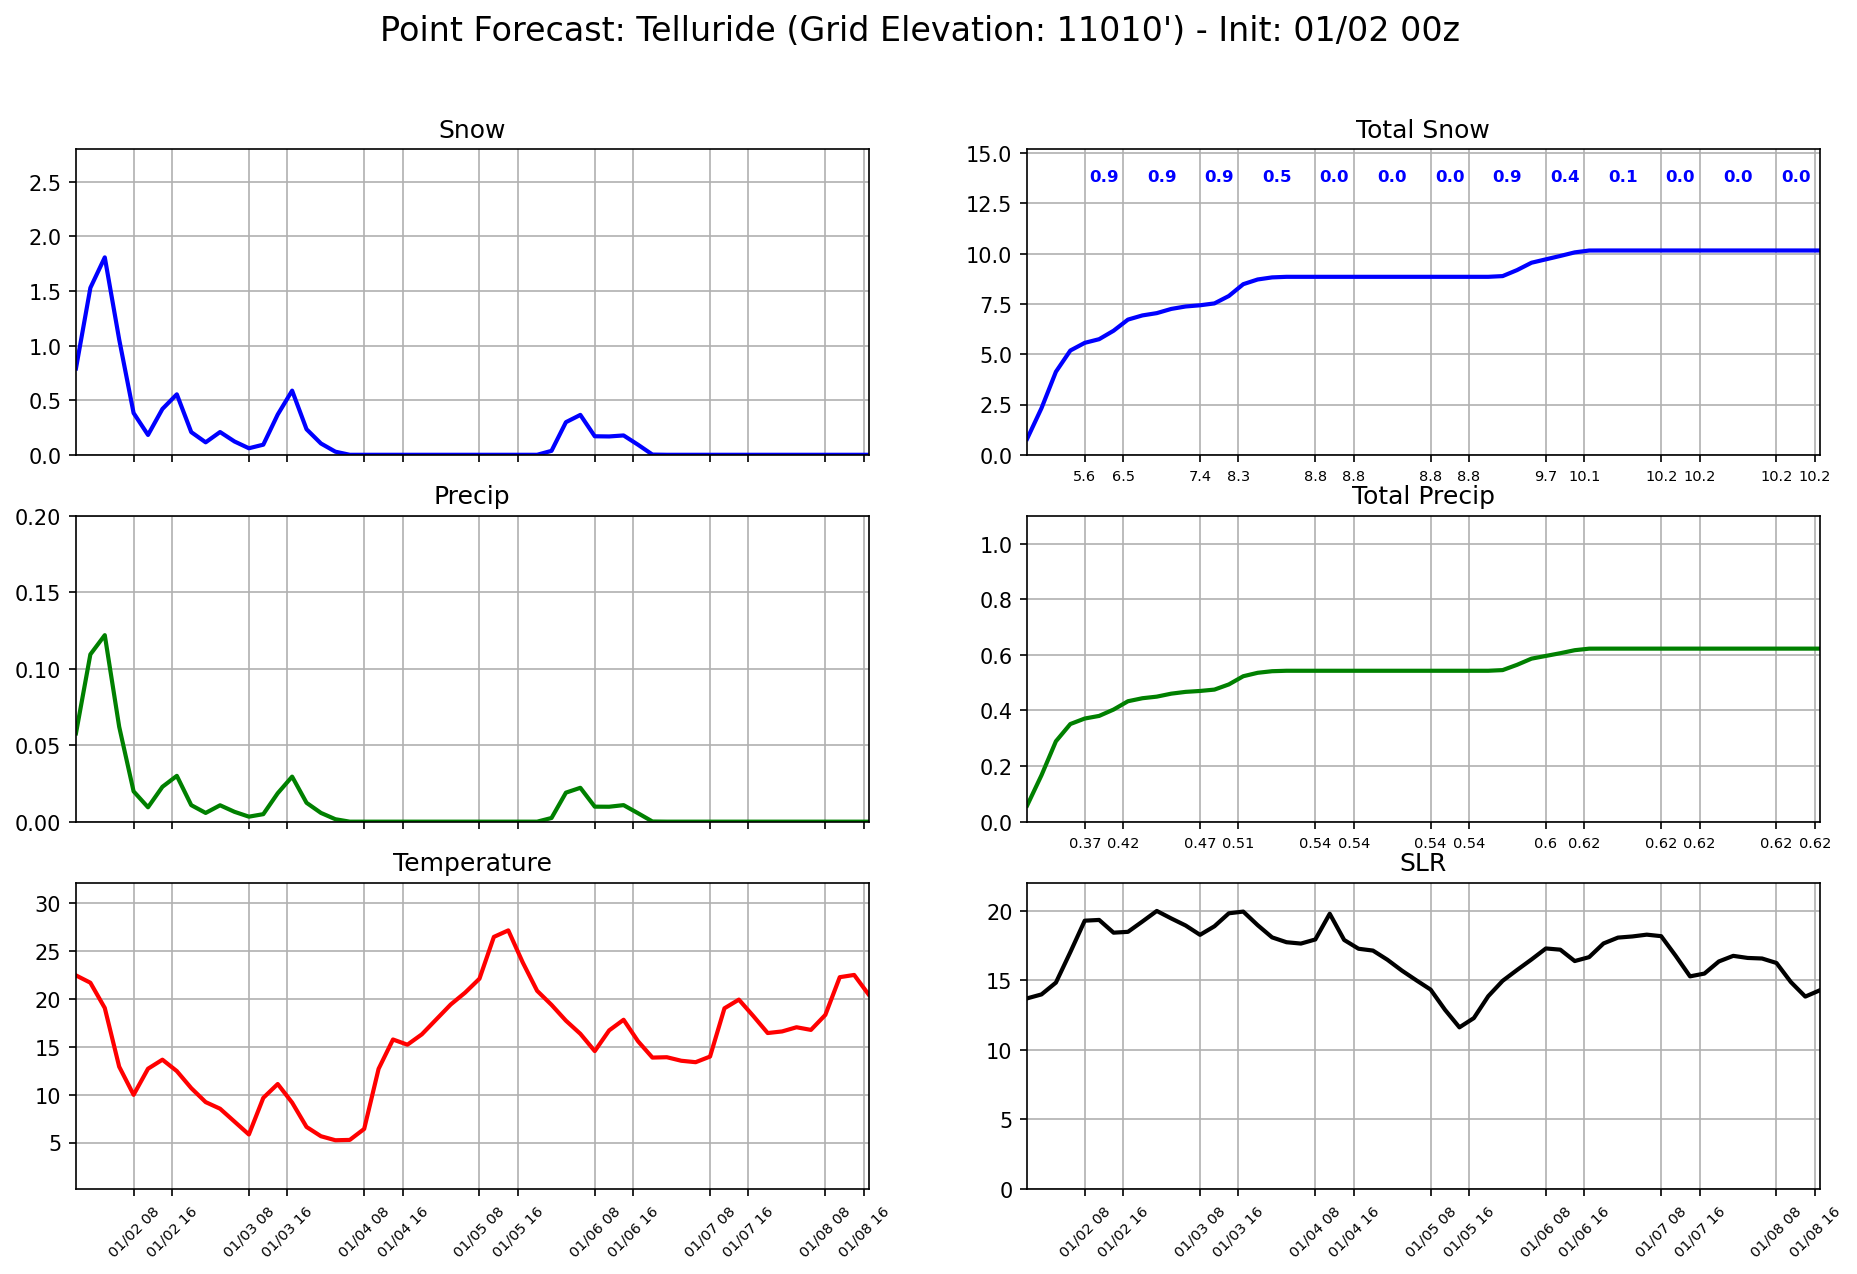 Point Forecast: Telluride (Grid Elevation: 11010') - Init: 01/02 00z
Snow
2.5
2.0
1.5
1.0
0.5
0.0
Total Snow
15.0
12.5
10.0
7.5
5.0
2.5
0.0
0.9 0.9 0.9 0.5 0.0 0.0 0.0 0.9 0.4 0.1 0.0 0.0 0.0
5.6 6.5 7.4 8.3 8.8 8.8 8.8 8.8 9.7 10.1 10.2 10.2 10.2 10.2
Precip
0.20
0.15
0.10
0.05
0.00
Total Precip
1.0
0.8
0.6
0.4
0.2
0.0
0.37 0.42 0.47 0.51 0.54 0.54 0.54 0.54 0.6 0.62 0.62 0.62 0.62 0.62
Temperature
30
25
20
15
10
5
01/02 08 01/02 16 01/03 08 01/03 16 01/04 08 01/04 16 01/05 08 01/05 16 01/06 08 01/06 16 01/07 08 01/07 16 01/08 08 01/08 16
SLR
20
15
10
5
0
01/02 08 01/02 16 01/03 08 01/03 16 01/04 08 01/04 16 01/05 08 01/05 16 01/06 08 01/06 16 01/07 08 01/07 16 01/08 08 01/08 16